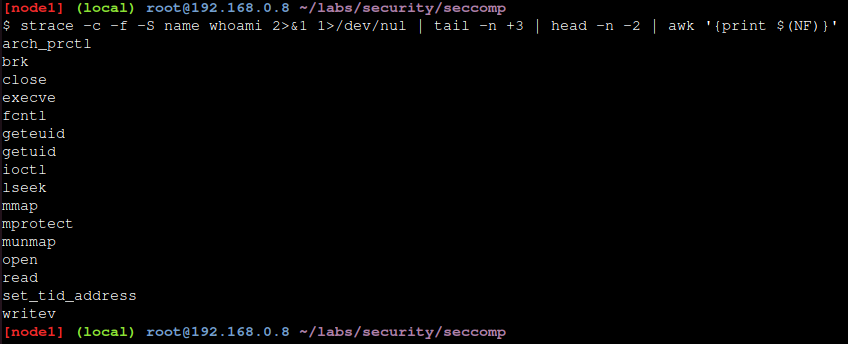 [node1] (local) root@192.168.0.8 ~/labs/security/seccomp
$ strace -c -f -S name whoami 2>&1 1>/dev/nul | tail -n +3 | head -n -2 | awk '{print $(NF)}'
arch_prctl
brk
close
execve
fcntl
geteuid
getuid
ioctl
lseek
mmap
mprotect
munmap
open
read
set_tid_address
writev
[node1] (local) root@192.168.0.8 ~/labs/security/seccomp